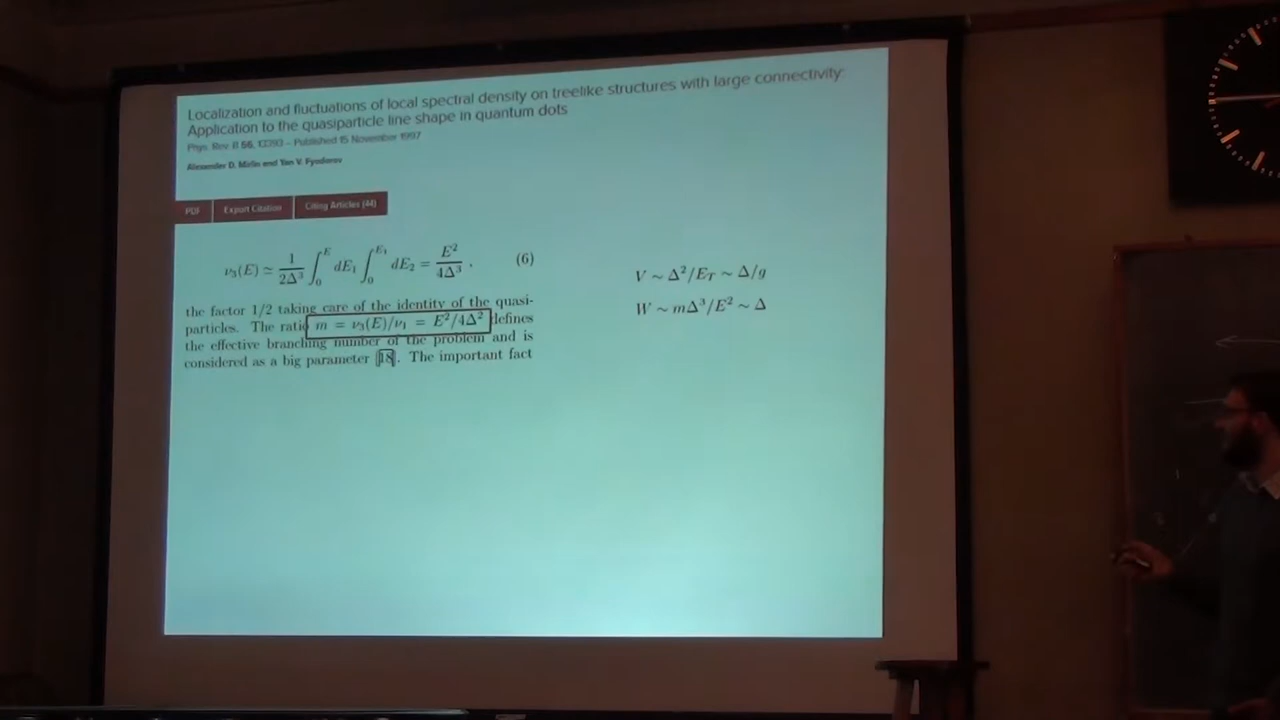 Localization and fluctuations of local spectral density on treelike structures with large connectivity:
Application to the quasiparticle line shape in quantum dots
Phys. Rev. B 56, 13393 – Published 15 November 1997
Alexander D. Mirlin and Yan V. Fyodorov
PDF Export Citation Citing Articles (44)
ν₃(E) ≃ 1/(2Δ³) ∫₀^E dE₁ ∫₀^E₁ dE₂ = E²/(4Δ³) . (6)
the factor 1/2 taking care of the identity of the quasi-
particles. The ratio m = ν₃(E)/ν₁ = E²/4Δ² defines
the effective branching number of the problem and is
considered as a big parameter [18]. The important fact
V ~ Δ²/E_T ~ Δ/g
W ~ mΔ³/E² ~ Δ